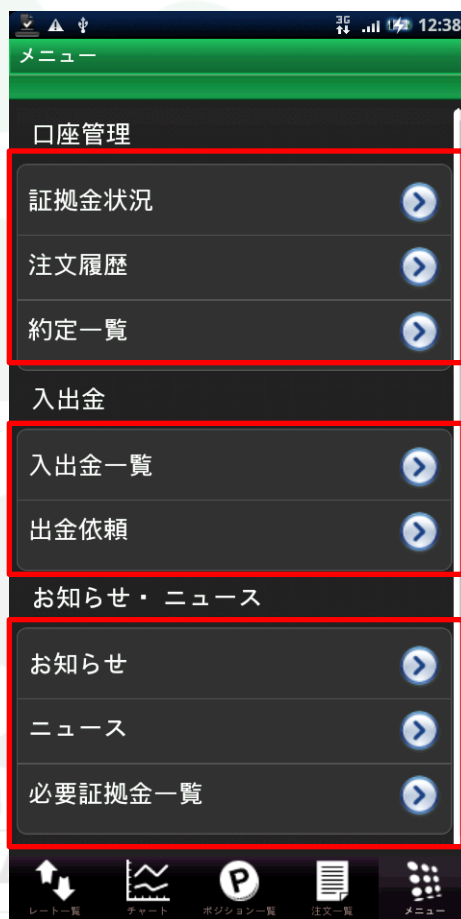 3G
12:38
メニュー
口座管理
証拠金状況
注文履歴
約定一覧
入出金
入出金一覧
出金依頼
お知らせ・ ニュース
お知らせ
ニュース
必要証拠金一覧
P
レート一覧 チャート ポジション一覧 注文一覧 メニュー